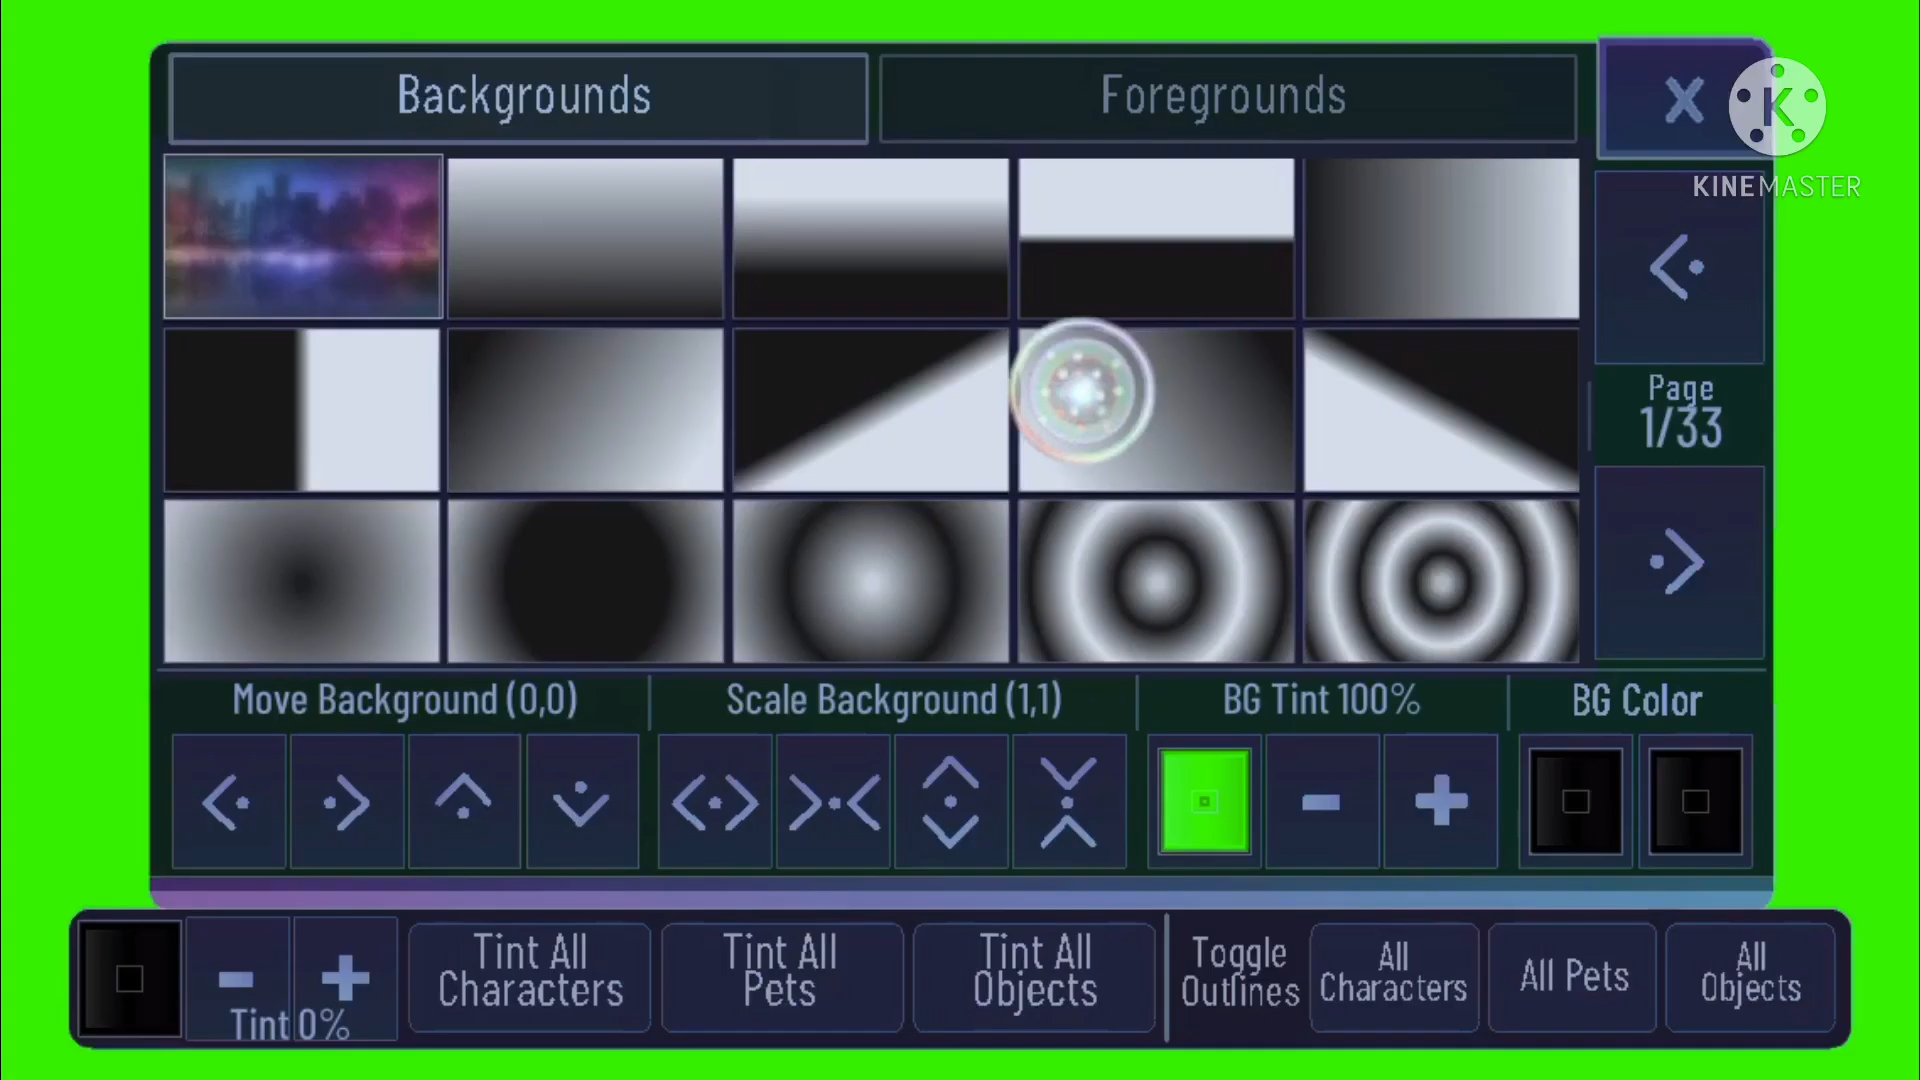 Backgrounds
Foregrounds
X
K
KINEMASTER
Page
1/33
Move Background (0,0)
Scale Background (1,1)
BG Tint 100%
BG Color
Tint All
Characters
Tint All
Pets
Tint All
Objects
Toggle
Outlines
All
Characters
All Pets
All
Objects
Tint 0%